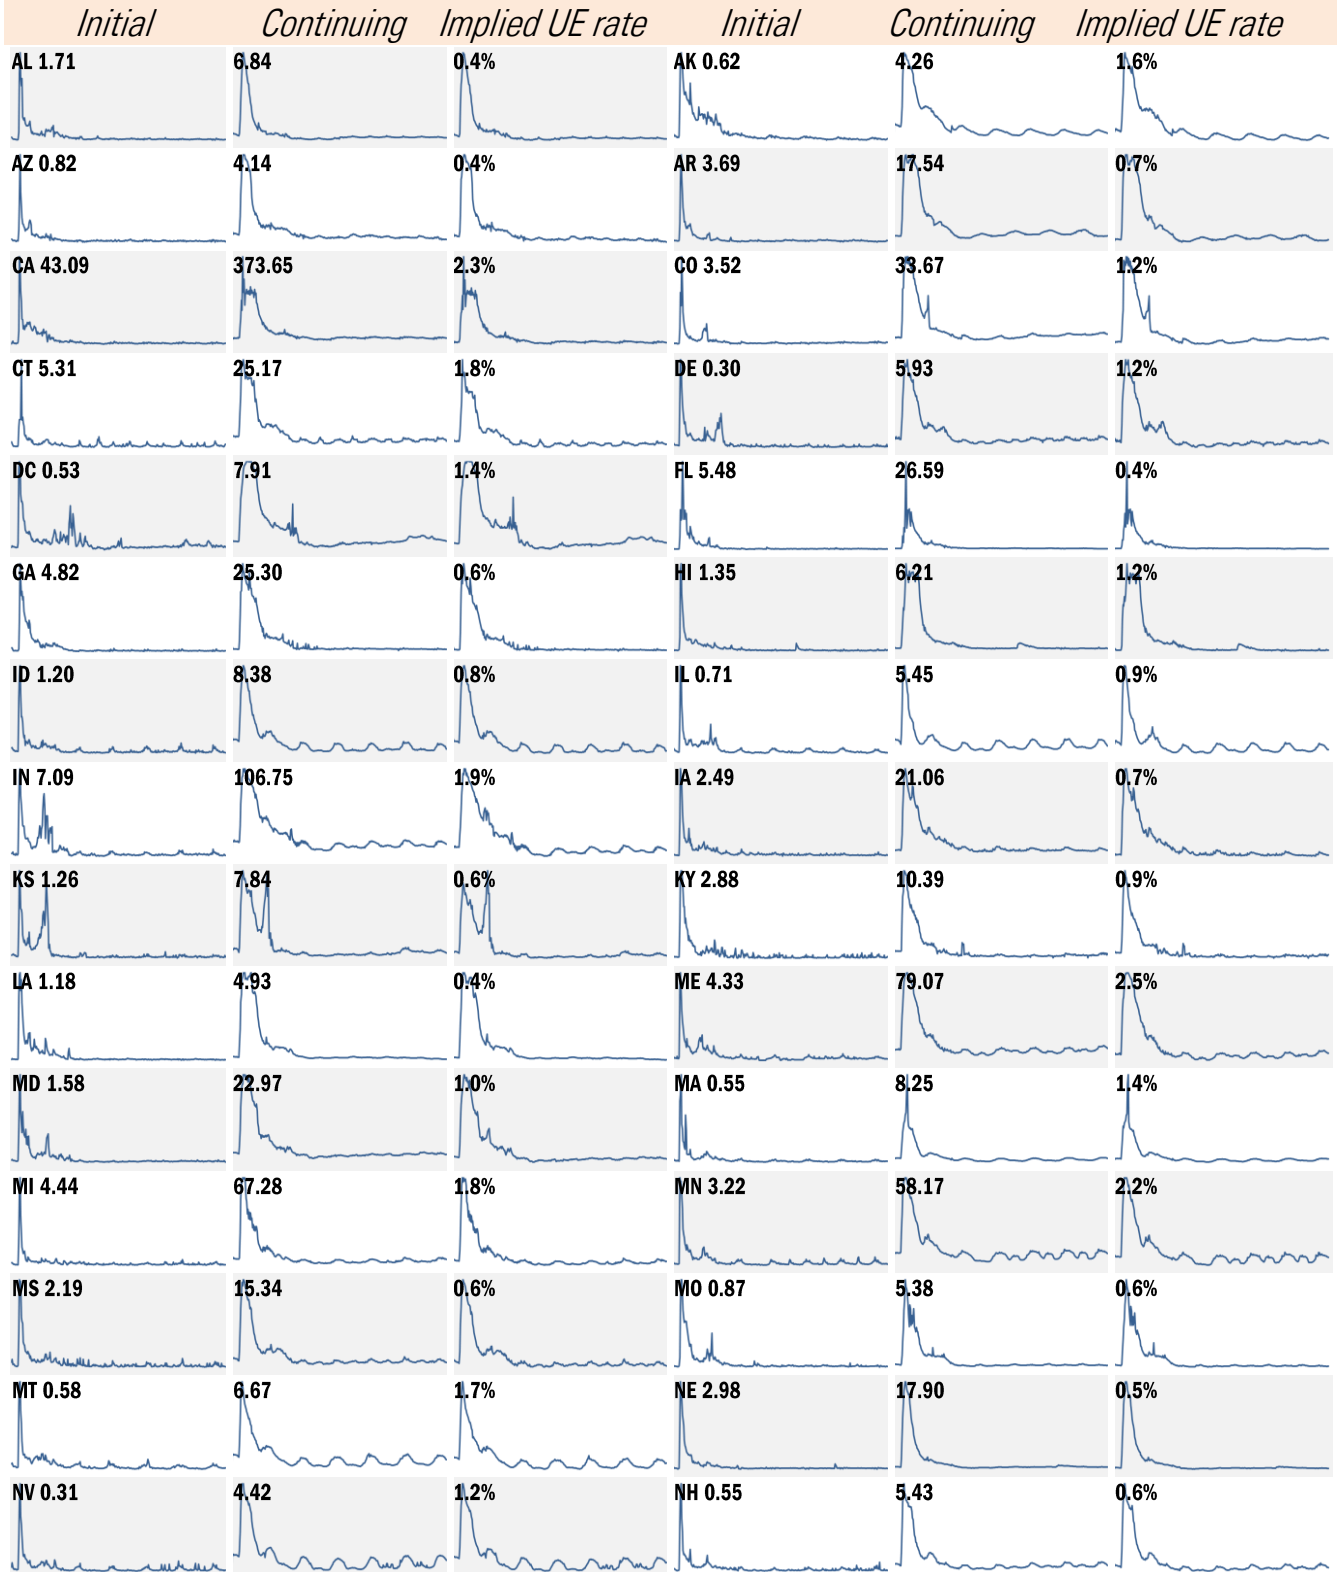 Initial Continuing Implied UE rate Initial Continuing Implied UE rate
AL 1.71 6.84 0.4% AK 0.62 4.26 1.6%
AZ 0.82 4.14 0.4% AR 3.69 17.54 0.7%
CA 43.09 373.65 2.3% CO 3.52 33.67 1.2%
CT 5.31 25.17 1.8% DE 0.30 5.93 1.2%
DC 0.53 7.91 1.4% FL 5.48 26.59 0.4%
GA 4.82 25.30 0.6% HI 1.35 6.21 1.2%
ID 1.20 8.38 0.8% IL 0.71 5.45 0.9%
IN 7.09 106.75 1.9% IA 2.49 21.06 0.7%
KS 1.26 7.84 0.6% KY 2.88 10.39 0.9%
LA 1.18 4.93 0.4% ME 4.33 79.07 2.5%
MD 1.58 22.97 1.0% MA 0.55 8.25 1.4%
MI 4.44 67.28 1.8% MN 3.22 58.17 2.2%
MS 2.19 15.34 0.6% MO 0.87 5.38 0.6%
MT 0.58 6.67 1.7% NE 2.98 17.90 0.5%
NV 0.31 4.42 1.2% NH 0.55 5.43 0.6%